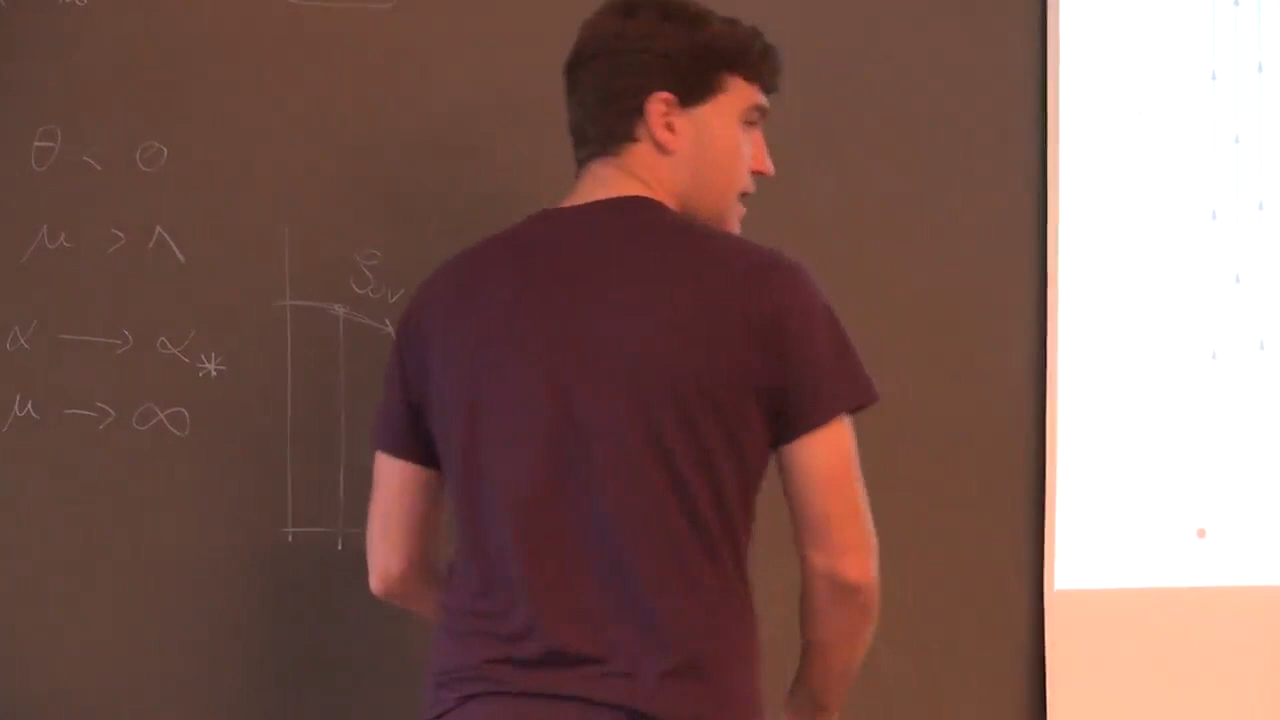 θ < 0
μ > Λ
α → α*
μ → ∞